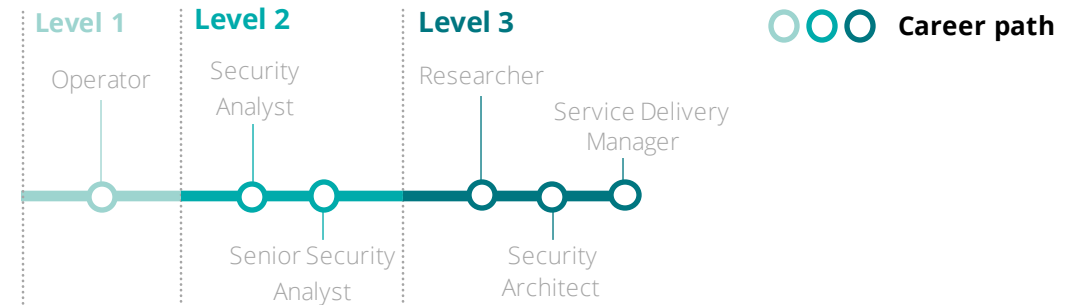 Level 1
Level 2
Level 3
Career path
Operator
Security
Analyst
Researcher
Service Delivery
Manager
Senior Security
Analyst
Security
Architect